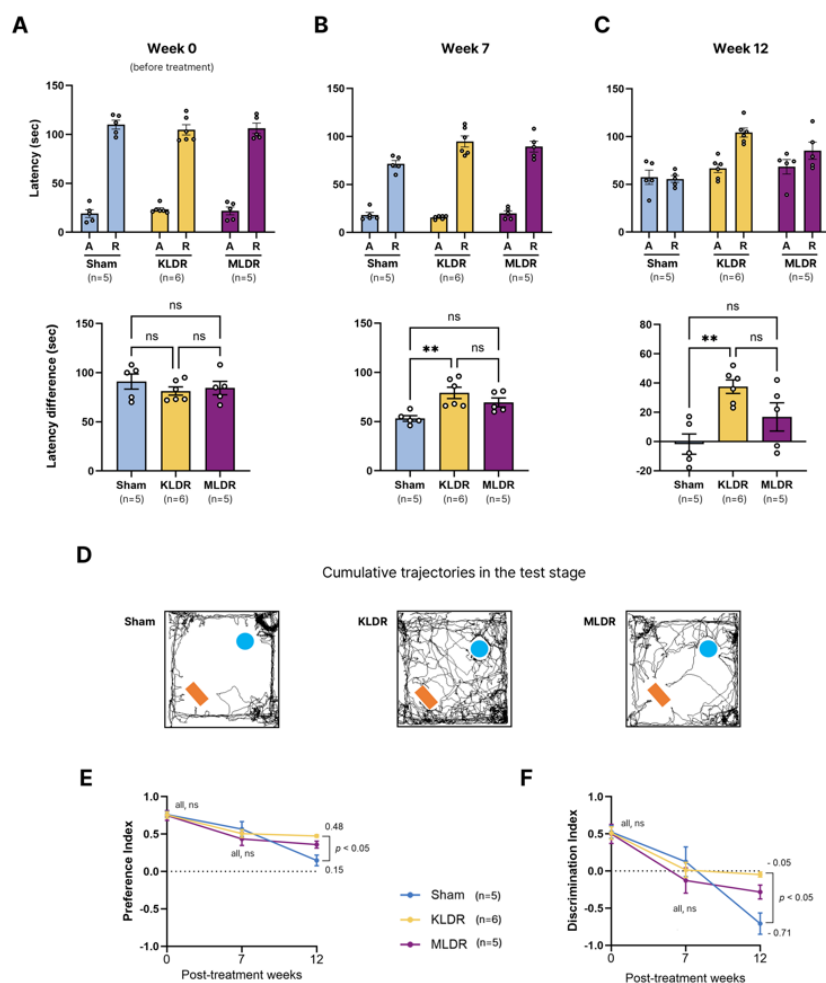 A
Week 0
(before treatment)
Latency (sec)
150
100
50
0
A R A R A R
Sham KLDR MLDR
(n=5) (n=6) (n=5)
Latency difference (sec)
150
100
50
0
ns
ns ns
Sham KLDR MLDR
(n=5) (n=6) (n=5)
B
Week 7
150
100
50
0
A R A R A R
Sham KLDR MLDR
(n=5) (n=6) (n=5)
150
100
50
0
ns
** ns
Sham KLDR MLDR
(n=5) (n=6) (n=5)
C
Week 12
150
100
50
0
A R A R A R
Sham KLDR MLDR
(n=5) (n=6) (n=5)
80
60
40
20
0
-20
ns
** ns
Sham KLDR MLDR
(n=5) (n=6) (n=5)
D
Cumulative trajectories in the test stage
Sham KLDR MLDR
E
Preference Index
1.0
0.5
0.0
-0.5
-1.0
all, ns
all, ns
0.48
p < 0.05
0.15
0 7 12
Post-treatment weeks
Sham (n=5)
KLDR (n=6)
MLDR (n=5)
F
Discrimination Index
1.0
0.5
0.0
-0.5
-1.0
all, ns
all, ns
- 0.05
p < 0.05
- 0.71
0 7 12
Post-treatment weeks